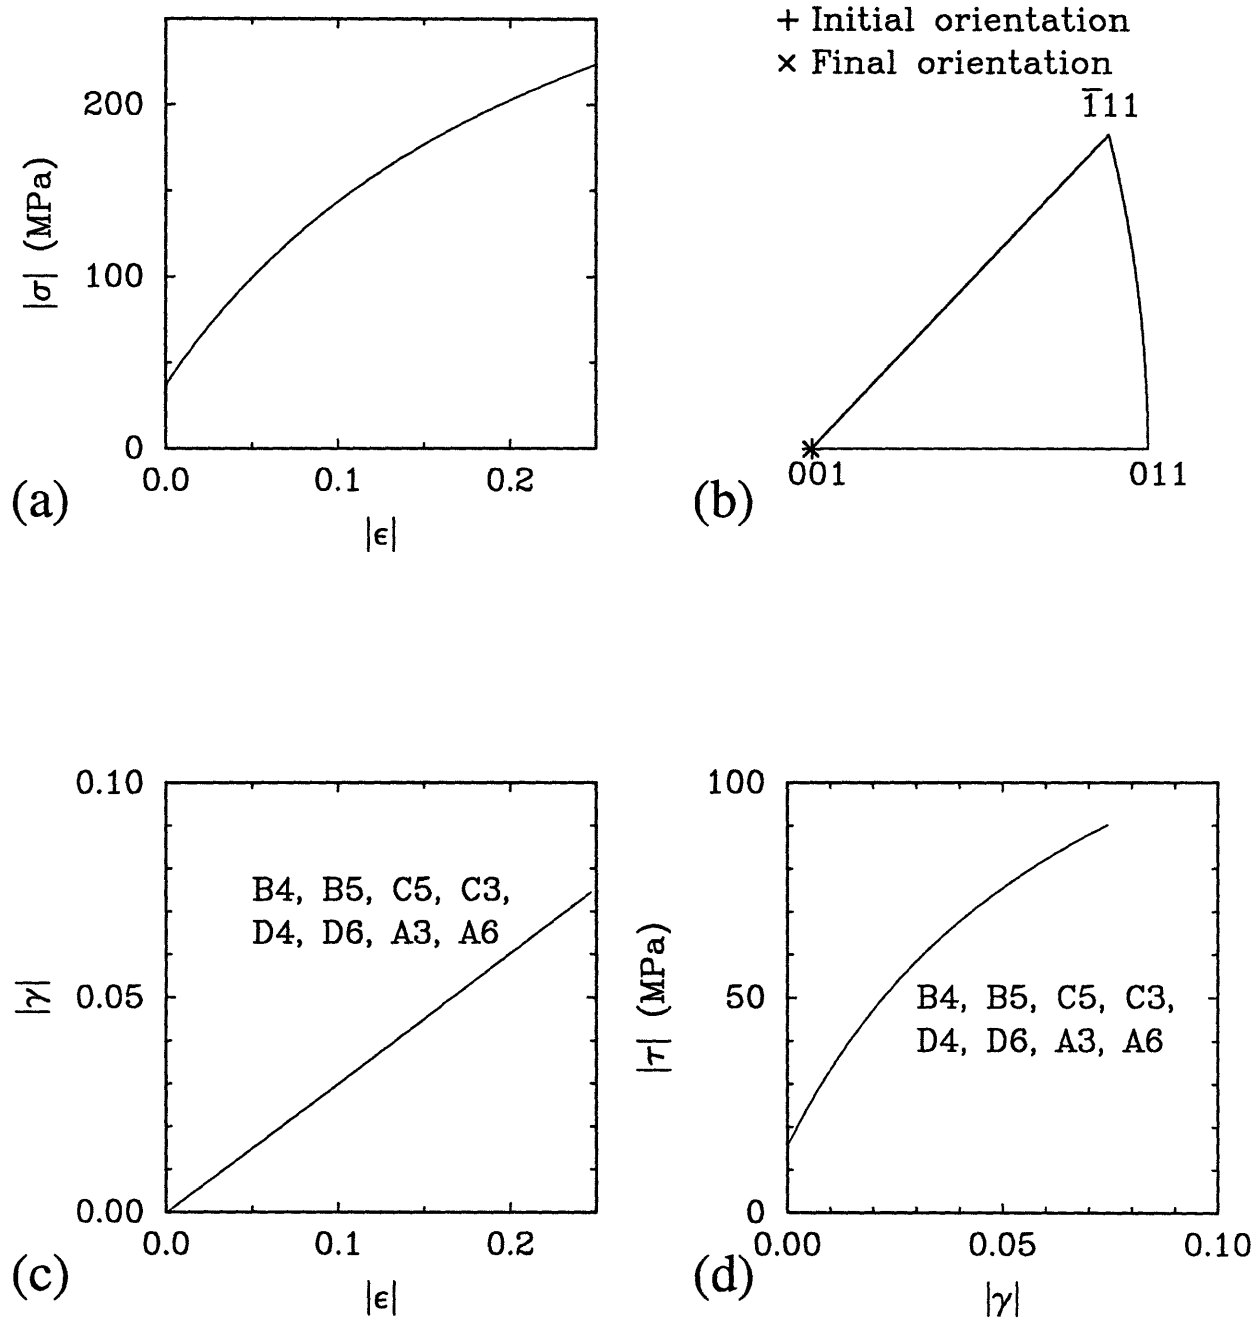 + Initial orientation
× Final orientation
1̅11
200
100
0
|σ| (MPa)
0.0 0.1 0.2
|ϵ|
(a)
001 011
(b)
0.10
0.05
0.00
|γ|
B4, B5, C5, C3,
D4, D6, A3, A6
0.0 0.1 0.2
|ϵ|
(c)
100
50
0
|τ| (MPa)
B4, B5, C5, C3,
D4, D6, A3, A6
0.00 0.05 0.10
|γ|
(d)